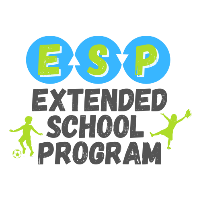 ESP
EXTENDED
SCHOOL
PROGRAM